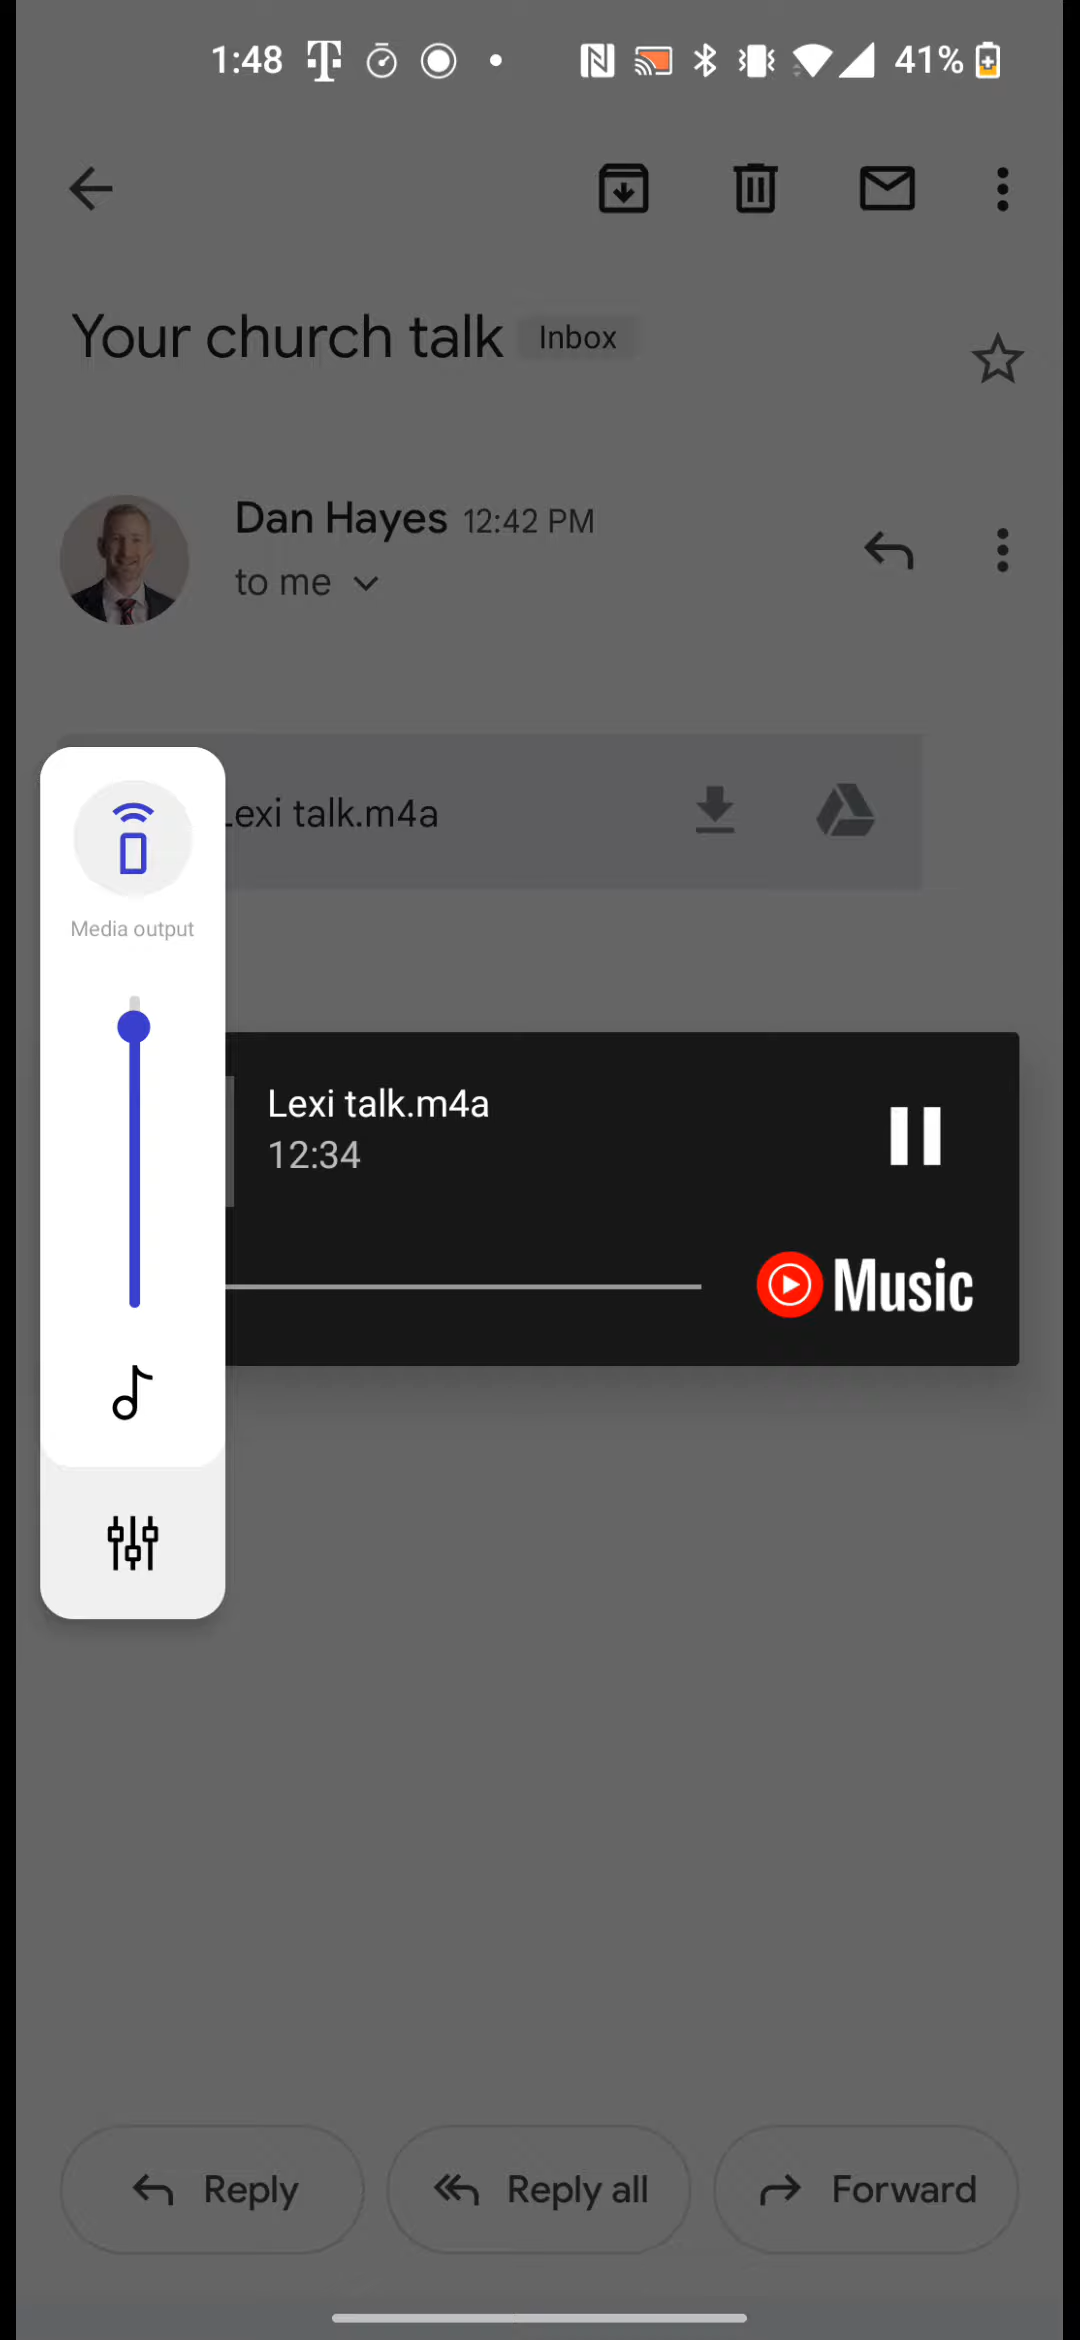 1:48 41%
Your church talk Inbox
Dan Hayes 12:42 PM
to me
Lexi talk.m4a
Media output
Lexi talk.m4a
12:34
Music
Reply Reply all Forward